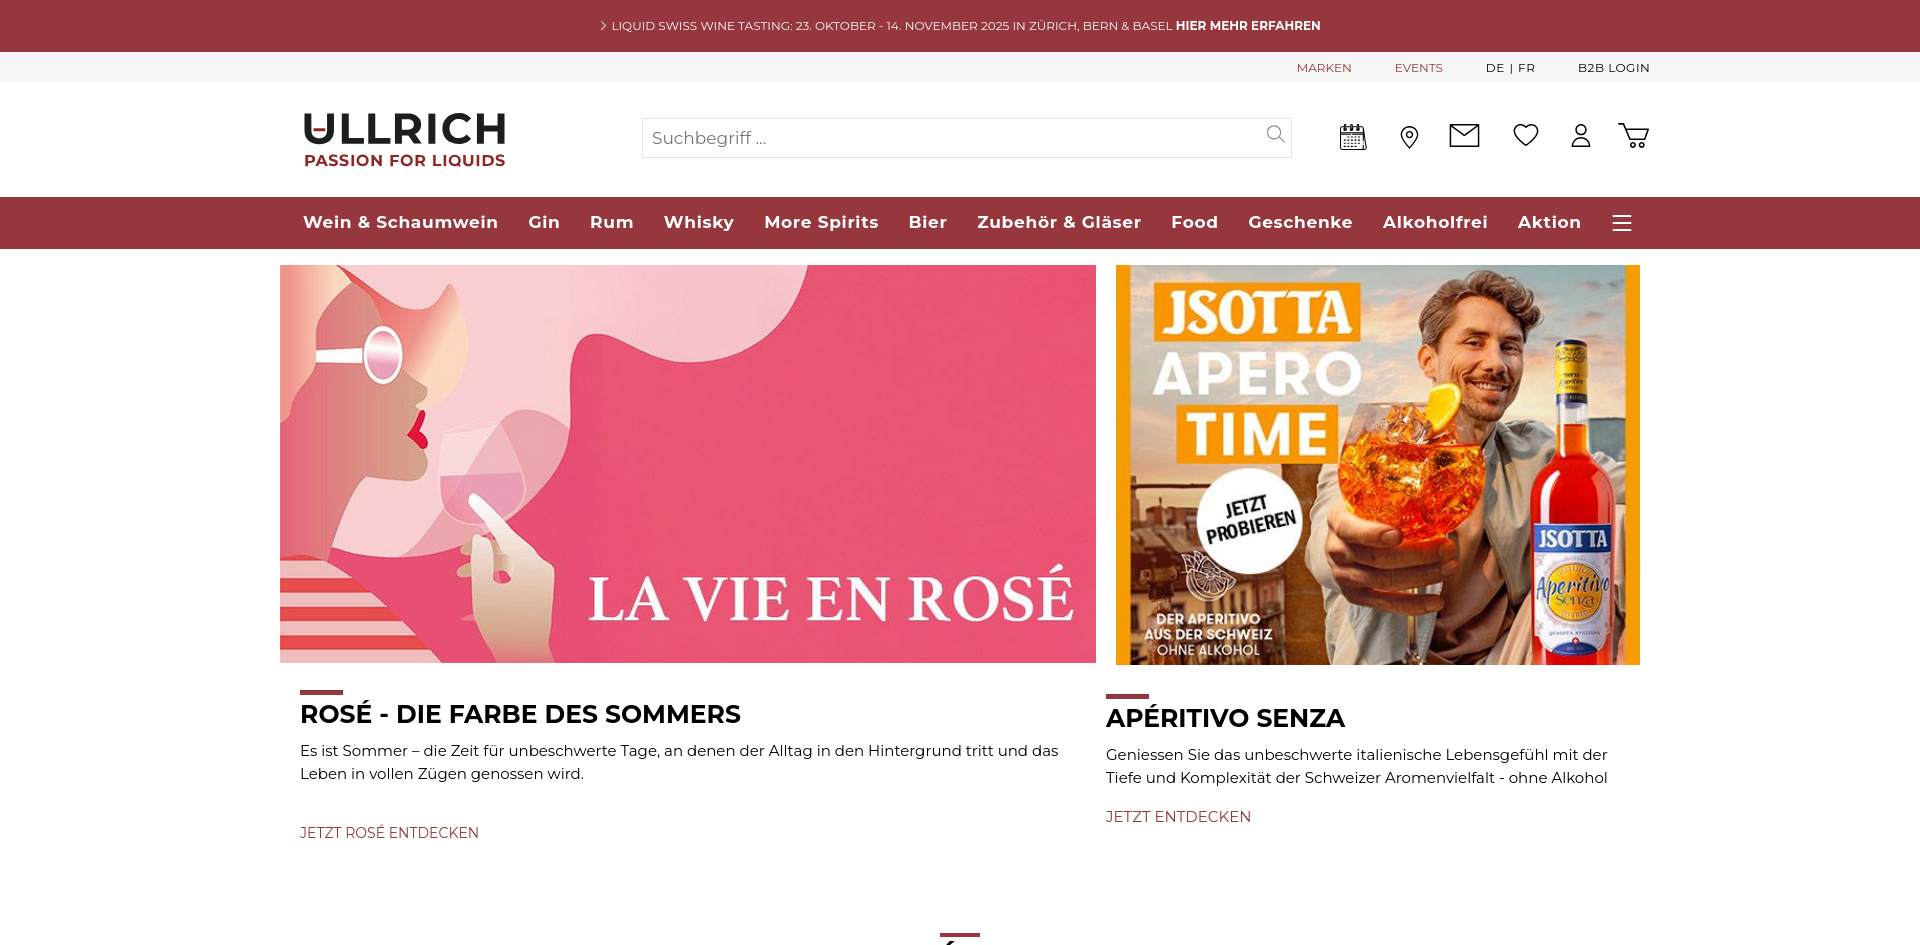 LIQUID SWISS WINE TASTING: 23. OKTOBER - 14. NOVEMBER 2025 IN ZÜRICH, BERN & BASEL HIER MEHR ERFAHREN
MARKEN EVENTS DE | FR B2B LOGIN
ULLRICH
PASSION FOR LIQUIDS
Suchbegriff ...
Wein & Schaumwein Gin Rum Whisky More Spirits Bier Zubehör & Gläser Food Geschenke Alkoholfrei Aktion
LA VIE EN ROSÉ
JSOTTA
APERO
TIME
JETZT
PROBIEREN
DER APERITIVO
AUS DER SCHWEIZ
OHNE ALKOHOL
JSOTTA
Aperitivo
senza
ROSÉ - DIE FARBE DES SOMMERS
Es ist Sommer – die Zeit für unbeschwerte Tage, an denen der Alltag in den Hintergrund tritt und das
Leben in vollen Zügen genossen wird.
JETZT ROSÉ ENTDECKEN
APÉRITIVO SENZA
Geniessen Sie das unbeschwerte italienische Lebensgefühl mit der
Tiefe und Komplexität der Schweizer Aromenvielfalt - ohne Alkohol
JETZT ENTDECKEN